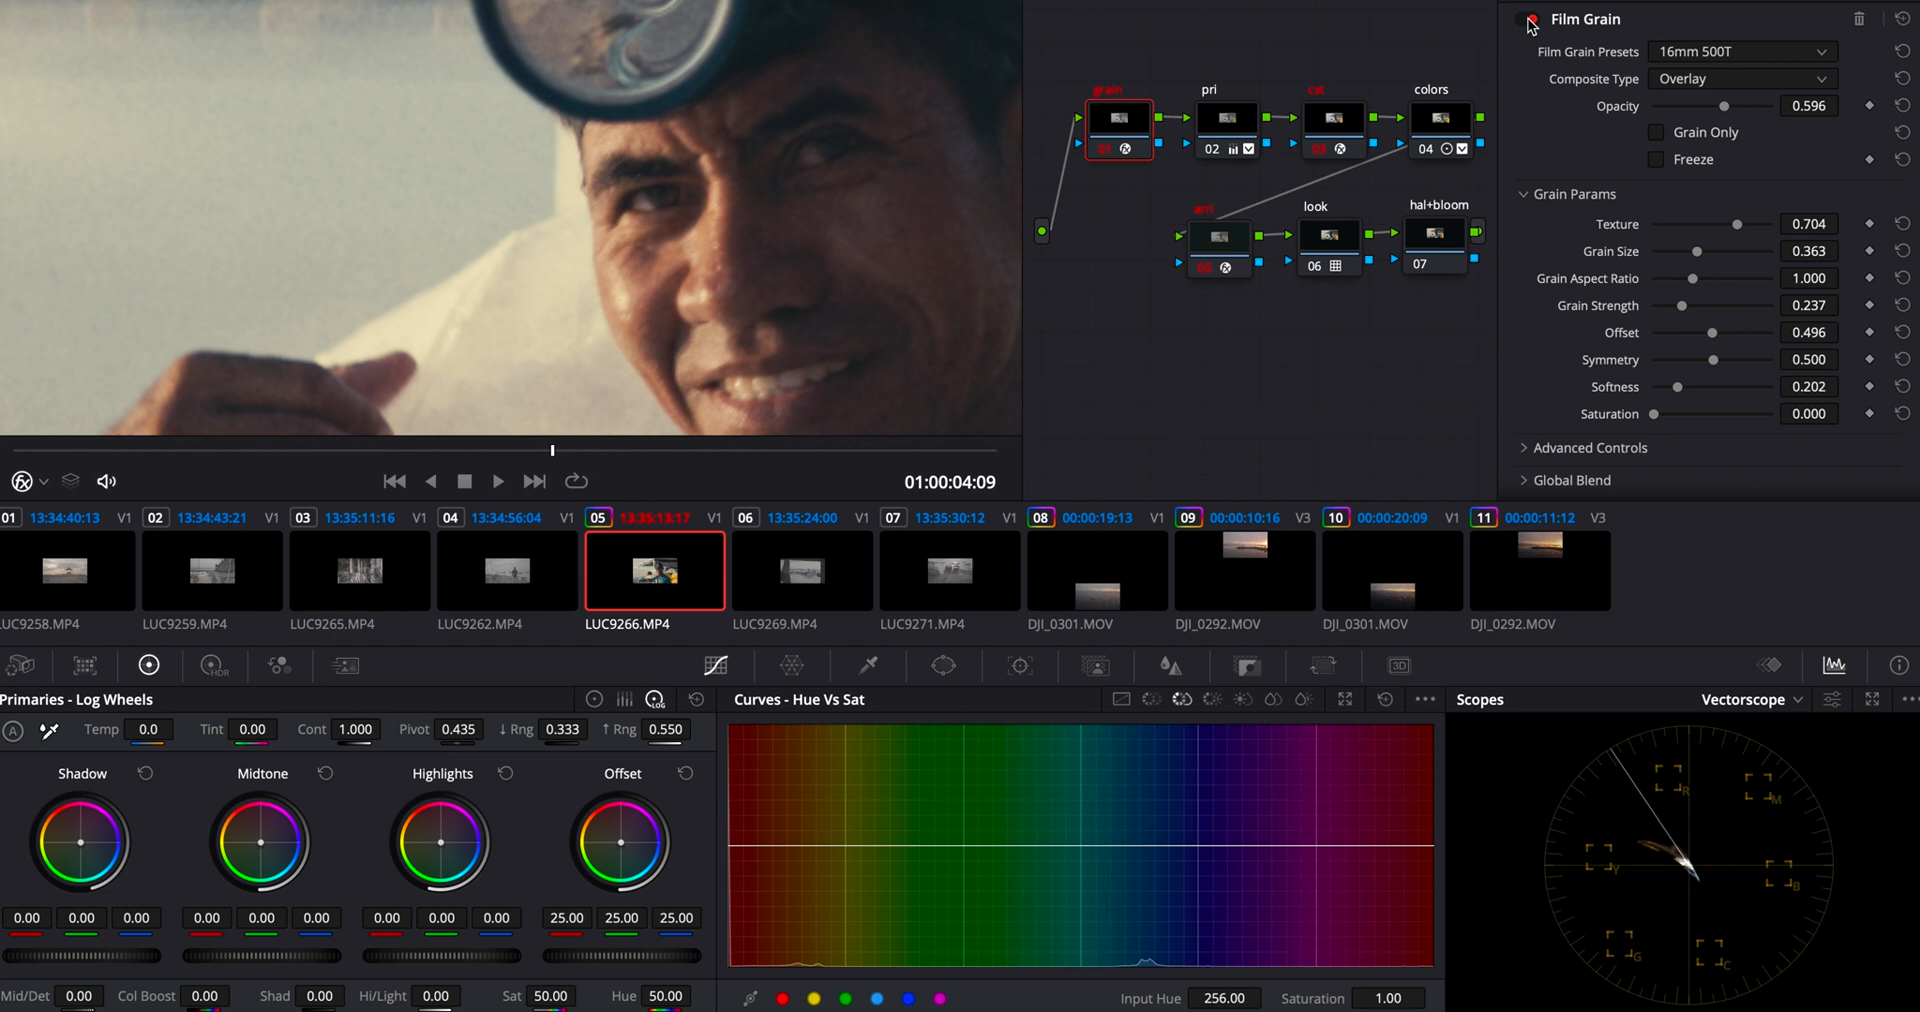 Film Grain
Film Grain Presets 16mm 500T
Composite Type Overlay
Opacity 0.596
Grain Only
Freeze
Grain Params
Texture 0.704
Grain Size 0.363
Grain Aspect Ratio 1.000
Grain Strength 0.237
Offset 0.496
Symmetry 0.500
Softness 0.202
Saturation 0.000
Advanced Controls
Global Blend
grain pri cst colors
01 02 03 04
arri look hal+bloom
05 06 07
01:00:04:09
01 13:34:40:13 V1 02 13:34:43:21 V1 03 13:35:11:16 V1 04 13:34:56:04 V1 05 13:35:13:17 V1 06 13:35:24:00 V1 07 13:35:30:12 V1 08 00:00:19:13 V1 09 00:00:10:16 V3 10 00:00:20:09 V1 11 00:00:11:12 V3
LUC9258.MP4 LUC9259.MP4 LUC9265.MP4 LUC9262.MP4 LUC9266.MP4 LUC9269.MP4 LUC9271.MP4 DJI_0301.MOV DJI_0292.MOV DJI_0301.MOV DJI_0292.MOV
HDR 3D
Primaries - Log Wheels LOG
Temp 0.0 Tint 0.00 Cont 1.000 Pivot 0.435 ↓ Rng 0.333 ↑ Rng 0.550
Shadow Midtone Highlights Offset
0.00 0.00 0.00 0.00 0.00 0.00 0.00 0.00 0.00 25.00 25.00 25.00
Mid/Det 0.00 Col Boost 0.00 Shad 0.00 Hi/Light 0.00 Sat 50.00 Hue 50.00
Curves - Hue Vs Sat
Input Hue 256.00 Saturation 1.00
Scopes Vectorscope
R M
Y B
G C